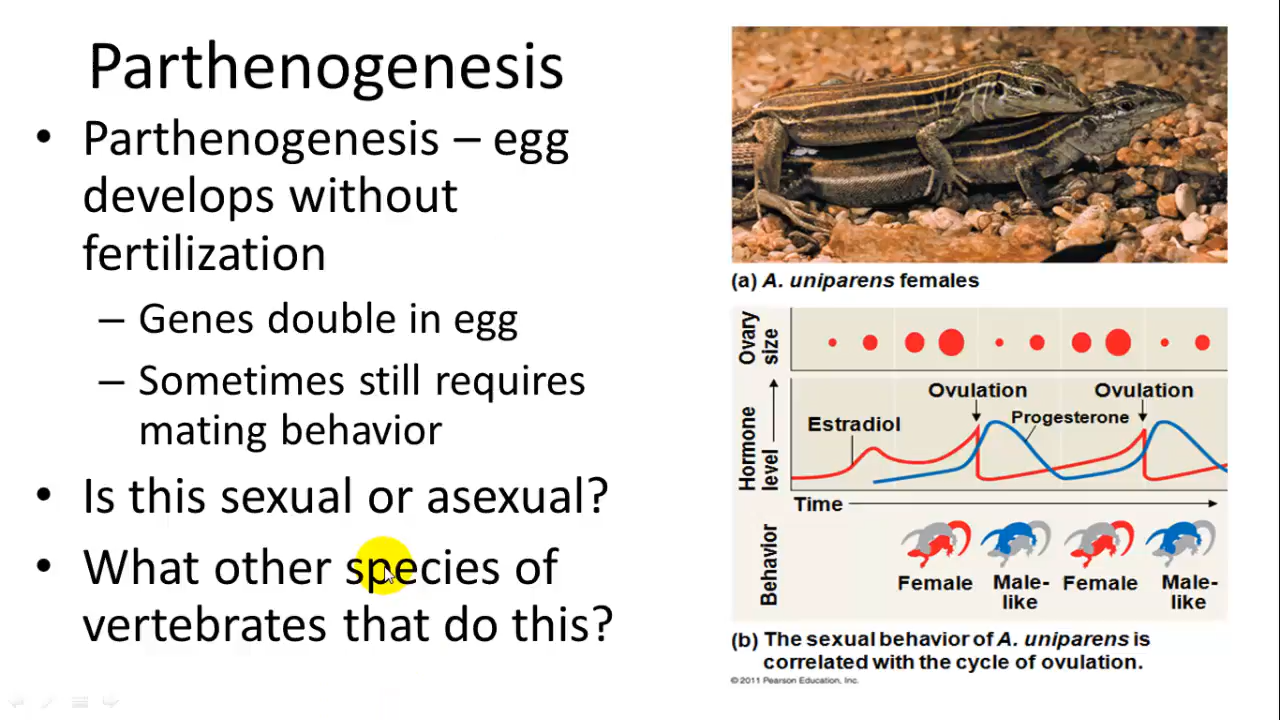 Parthenogenesis
• Parthenogenesis – egg
develops without
fertilization
– Genes double in egg
– Sometimes still requires
mating behavior
• Is this sexual or asexual?
• What other species of
vertebrates that do this?
(a) A. uniparens females
Ovary
size
Ovulation
Ovulation
Progesterone
Estradiol
Hormone
level
Time
Behavior
Female
Male-
like
Female
Male-
like
(b) The sexual behavior of A. uniparens is
correlated with the cycle of ovulation.
© 2011 Pearson Education, Inc.